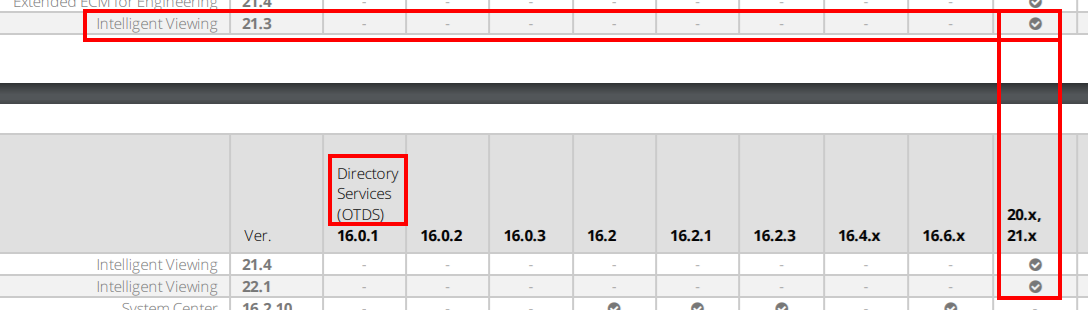 Extended ECM for Engineering 21.4 - - - - - - - -
Intelligent Viewing 21.3 - - - - - - - -
Directory
Services
(OTDS)
20.x,
Ver. 16.0.1 16.0.2 16.0.3 16.2 16.2.1 16.2.3 16.4.x 16.6.x 21.x
Intelligent Viewing 21.4 - - - - - - - -
Intelligent Viewing 22.1 - - - - - - - -
System Center 16.2.10 - - - - -